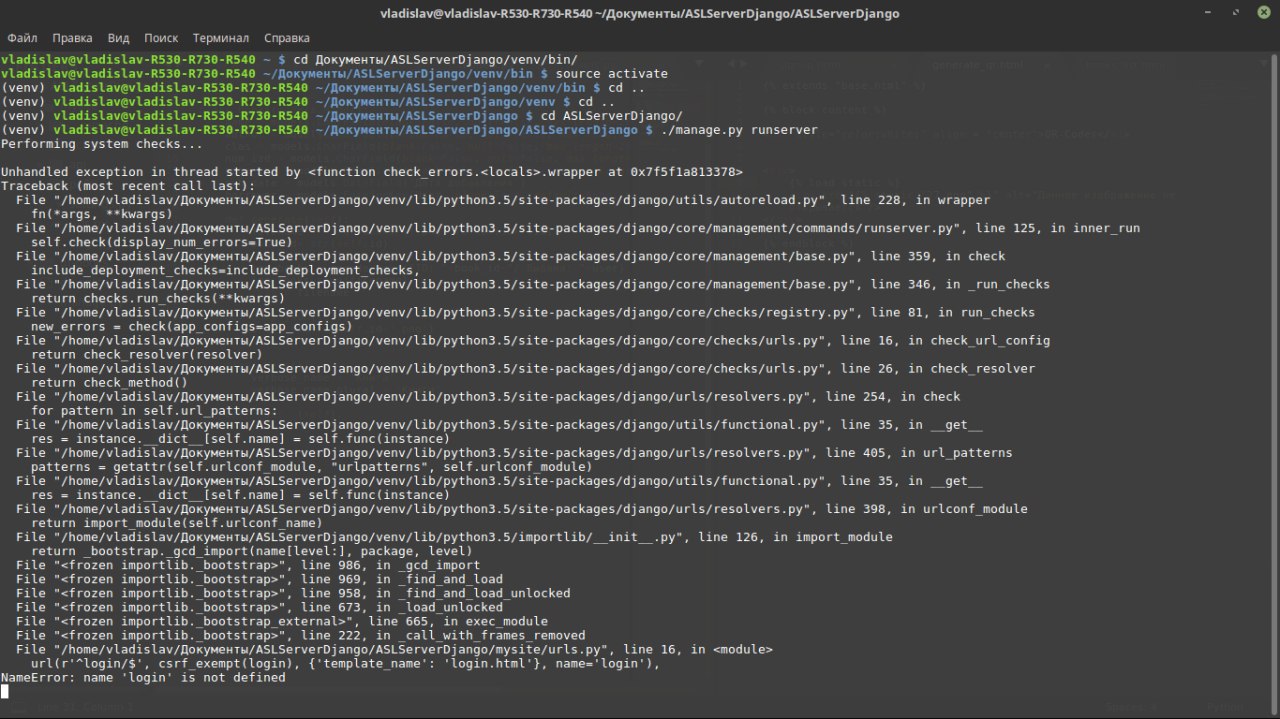 vladislav@vladislav-R530-R730-R540 ~/Документы/ASLServerDjango/ASLServerDjango
Файл Правка Вид Поиск Терминал Справка
vladislav@vladislav-R530-R730-R540 ~ $ cd Документы/ASLServerDjango/venv/bin/
vladislav@vladislav-R530-R730-R540 ~/Документы/ASLServerDjango/venv/bin $ source activate
(venv) vladislav@vladislav-R530-R730-R540 ~/Документы/ASLServerDjango/venv/bin $ cd ..
(venv) vladislav@vladislav-R530-R730-R540 ~/Документы/ASLServerDjango/venv $ cd ..
(venv) vladislav@vladislav-R530-R730-R540 ~/Документы/ASLServerDjango $ cd ASLServerDjango/
(venv) vladislav@vladislav-R530-R730-R540 ~/Документы/ASLServerDjango/ASLServerDjango $ ./manage.py runserver
Performing system checks...
Unhandled exception in thread started by <function check_errors.<locals>.wrapper at 0x7f5f1a813378>
Traceback (most recent call last):
  File "/home/vladislav/Документы/ASLServerDjango/venv/lib/python3.5/site-packages/django/utils/autoreload.py", line 228, in wrapper
    fn(*args, **kwargs)
  File "/home/vladislav/Документы/ASLServerDjango/venv/lib/python3.5/site-packages/django/core/management/commands/runserver.py", line 125, in inner_run
    self.check(display_num_errors=True)
  File "/home/vladislav/Документы/ASLServerDjango/venv/lib/python3.5/site-packages/django/core/management/base.py", line 359, in check
    include_deployment_checks=include_deployment_checks,
  File "/home/vladislav/Документы/ASLServerDjango/venv/lib/python3.5/site-packages/django/core/management/base.py", line 346, in _run_checks
    return checks.run_checks(**kwargs)
  File "/home/vladislav/Документы/ASLServerDjango/venv/lib/python3.5/site-packages/django/core/checks/registry.py", line 81, in run_checks
    new_errors = check(app_configs=app_configs)
  File "/home/vladislav/Документы/ASLServerDjango/venv/lib/python3.5/site-packages/django/core/checks/urls.py", line 16, in check_url_config
    return check_resolver(resolver)
  File "/home/vladislav/Документы/ASLServerDjango/venv/lib/python3.5/site-packages/django/core/checks/urls.py", line 26, in check_resolver
    return check_method()
  File "/home/vladislav/Документы/ASLServerDjango/venv/lib/python3.5/site-packages/django/urls/resolvers.py", line 254, in check
    for pattern in self.url_patterns:
  File "/home/vladislav/Документы/ASLServerDjango/venv/lib/python3.5/site-packages/django/utils/functional.py", line 35, in __get__
    res = instance.__dict__[self.name] = self.func(instance)
  File "/home/vladislav/Документы/ASLServerDjango/venv/lib/python3.5/site-packages/django/urls/resolvers.py", line 405, in url_patterns
    patterns = getattr(self.urlconf_module, "urlpatterns", self.urlconf_module)
  File "/home/vladislav/Документы/ASLServerDjango/venv/lib/python3.5/site-packages/django/utils/functional.py", line 35, in __get__
    res = instance.__dict__[self.name] = self.func(instance)
  File "/home/vladislav/Документы/ASLServerDjango/venv/lib/python3.5/site-packages/django/urls/resolvers.py", line 398, in urlconf_module
    return import_module(self.urlconf_name)
  File "/home/vladislav/Документы/ASLServerDjango/venv/lib/python3.5/importlib/__init__.py", line 126, in import_module
    return _bootstrap._gcd_import(name[level:], package, level)
  File "<frozen importlib._bootstrap>", line 986, in _gcd_import
  File "<frozen importlib._bootstrap>", line 969, in _find_and_load
  File "<frozen importlib._bootstrap>", line 958, in _find_and_load_unlocked
  File "<frozen importlib._bootstrap>", line 673, in _load_unlocked
  File "<frozen importlib._bootstrap_external>", line 665, in exec_module
  File "<frozen importlib._bootstrap>", line 222, in _call_with_frames_removed
  File "/home/vladislav/Документы/ASLServerDjango/ASLServerDjango/mysite/urls.py", line 16, in <module>
    url(r'^login/$', csrf_exempt(login), {'template_name': 'login.html'}, name='login'),
NameError: name 'login' is not defined